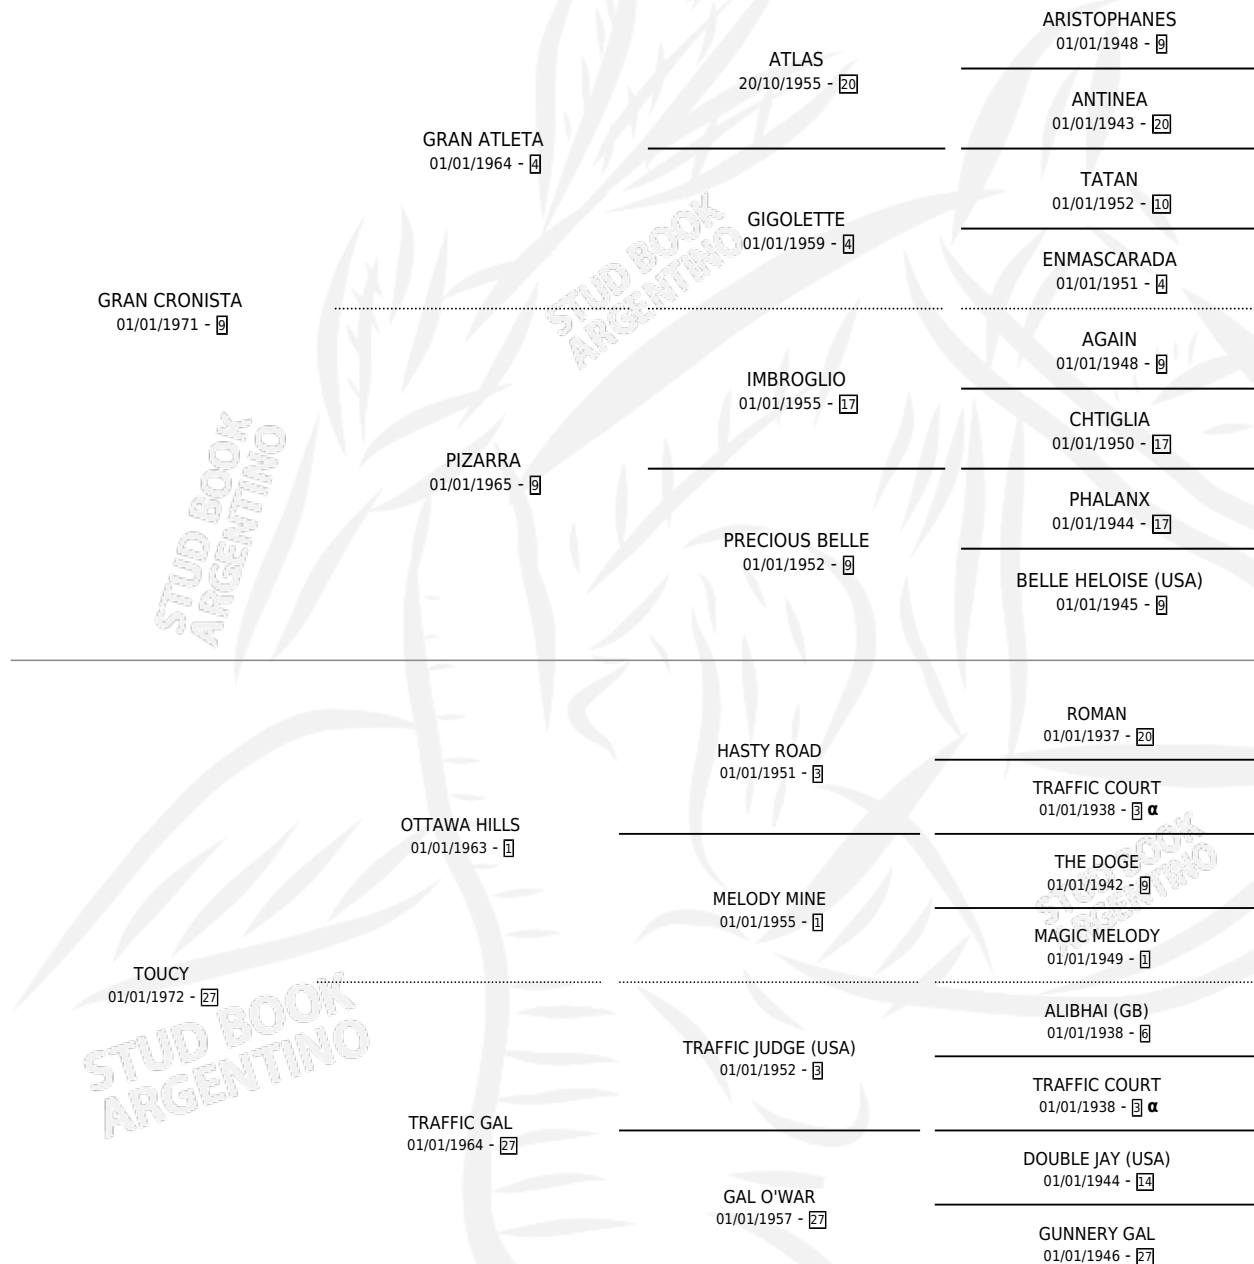 ARISTOPHANES
01/01/1948 - 9
ATLAS
20/10/1955 - 20
ANTINEA
01/01/1943 - 20
GRAN ATLETA
01/01/1964 - 4
TATAN
01/01/1952 - 10
GIGOLETTE
01/01/1959 - 4
ENMASCARADA
01/01/1951 - 4
STUD BOOK
ARGENTINO
GRAN CRONISTA
01/01/1971 - 9
AGAIN
01/01/1948 - 9
IMBROGLIO
01/01/1955 - 17
CHTIGLIA
01/01/1950 - 17
PIZARRA
01/01/1965 - 9
PHALANX
01/01/1944 - 17
PRECIOUS BELLE
01/01/1952 - 9
BELLE HELOISE (USA)
01/01/1945 - 9
STUD BOOK
ARGENTINO
ROMAN
01/01/1937 - 20
HASTY ROAD
01/01/1951 - 3
TRAFFIC COURT
01/01/1938 - 3 α
OTTAWA HILLS
01/01/1963 - 1
THE DOGE
01/01/1942 - 9
MELODY MINE
01/01/1955 - 1
MAGIC MELODY
01/01/1949 - 1
STUD BOOK
ARGENTINO
TOUCY
01/01/1972 - 27
STUD BOOK
ARGENTINO
ALIBHAI (GB)
01/01/1938 - 6
TRAFFIC JUDGE (USA)
01/01/1952 - 3
TRAFFIC COURT
01/01/1938 - 3 α
TRAFFIC GAL
01/01/1964 - 27
DOUBLE JAY (USA)
01/01/1944 - 14
GAL O'WAR
01/01/1957 - 27
GUNNERY GAL
01/01/1946 - 27